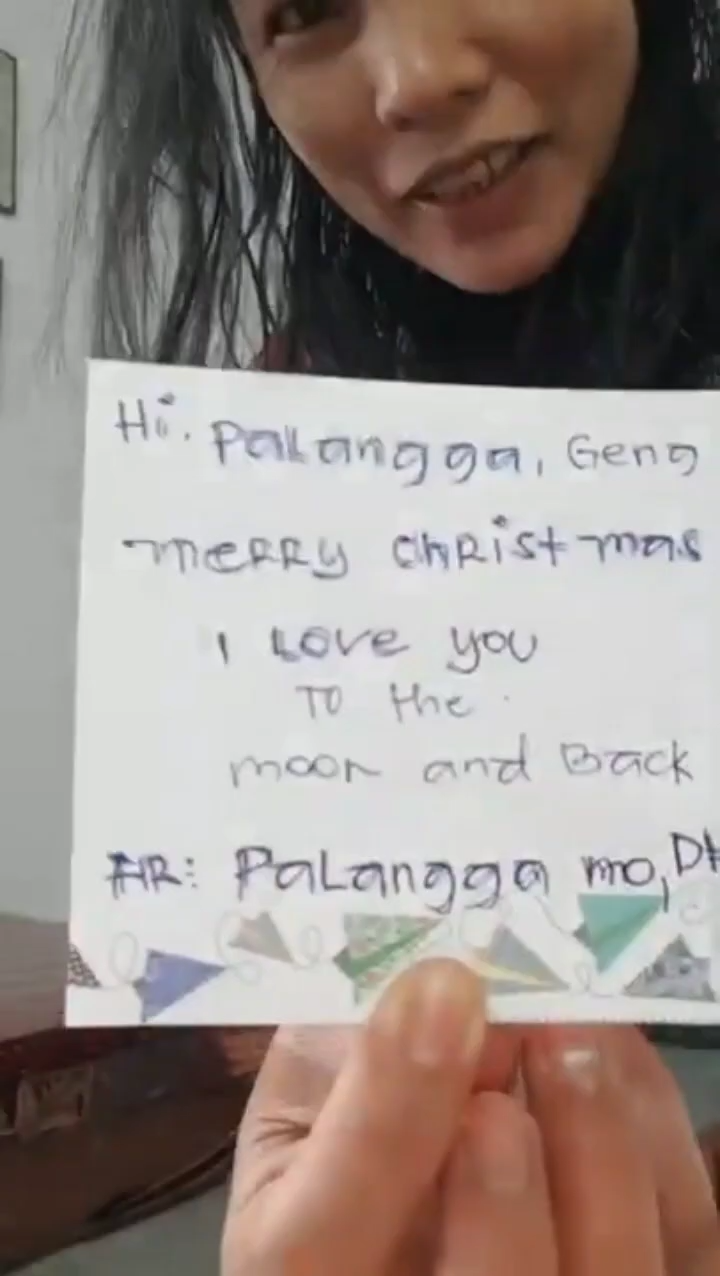 Hi. Palangga, Geng
merry christmas
I Love you
To the
moon and Back
FR: Palangga mo,